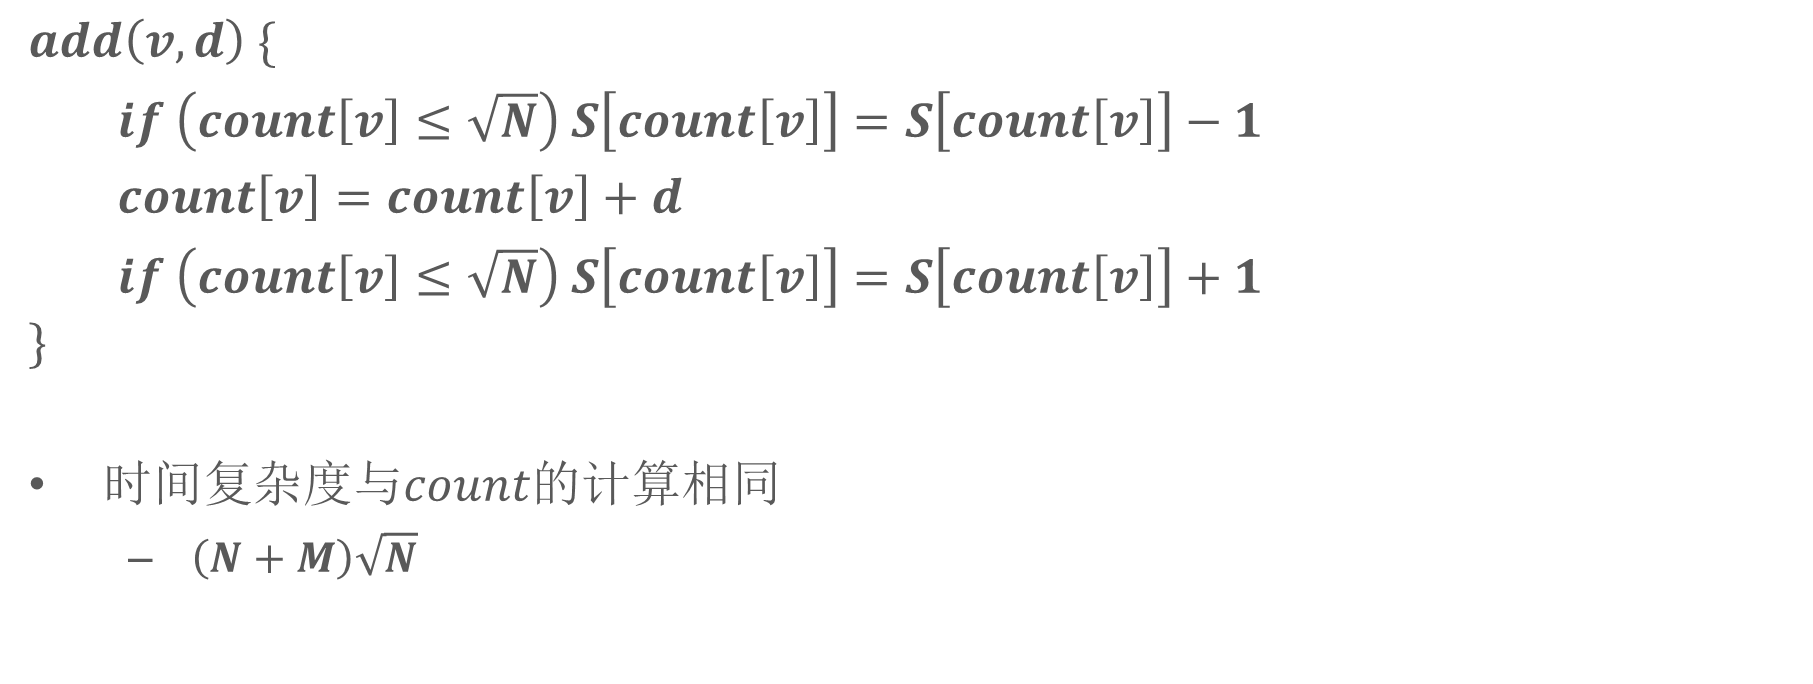 add(v, d) {
if (count[v] ≤ √N) S[count[v]] = S[count[v]] − 1
count[v] = count[v] + d
if (count[v] ≤ √N) S[count[v]] = S[count[v]] + 1
}
• 时间复杂度与count的计算相同
– (N + M)√N